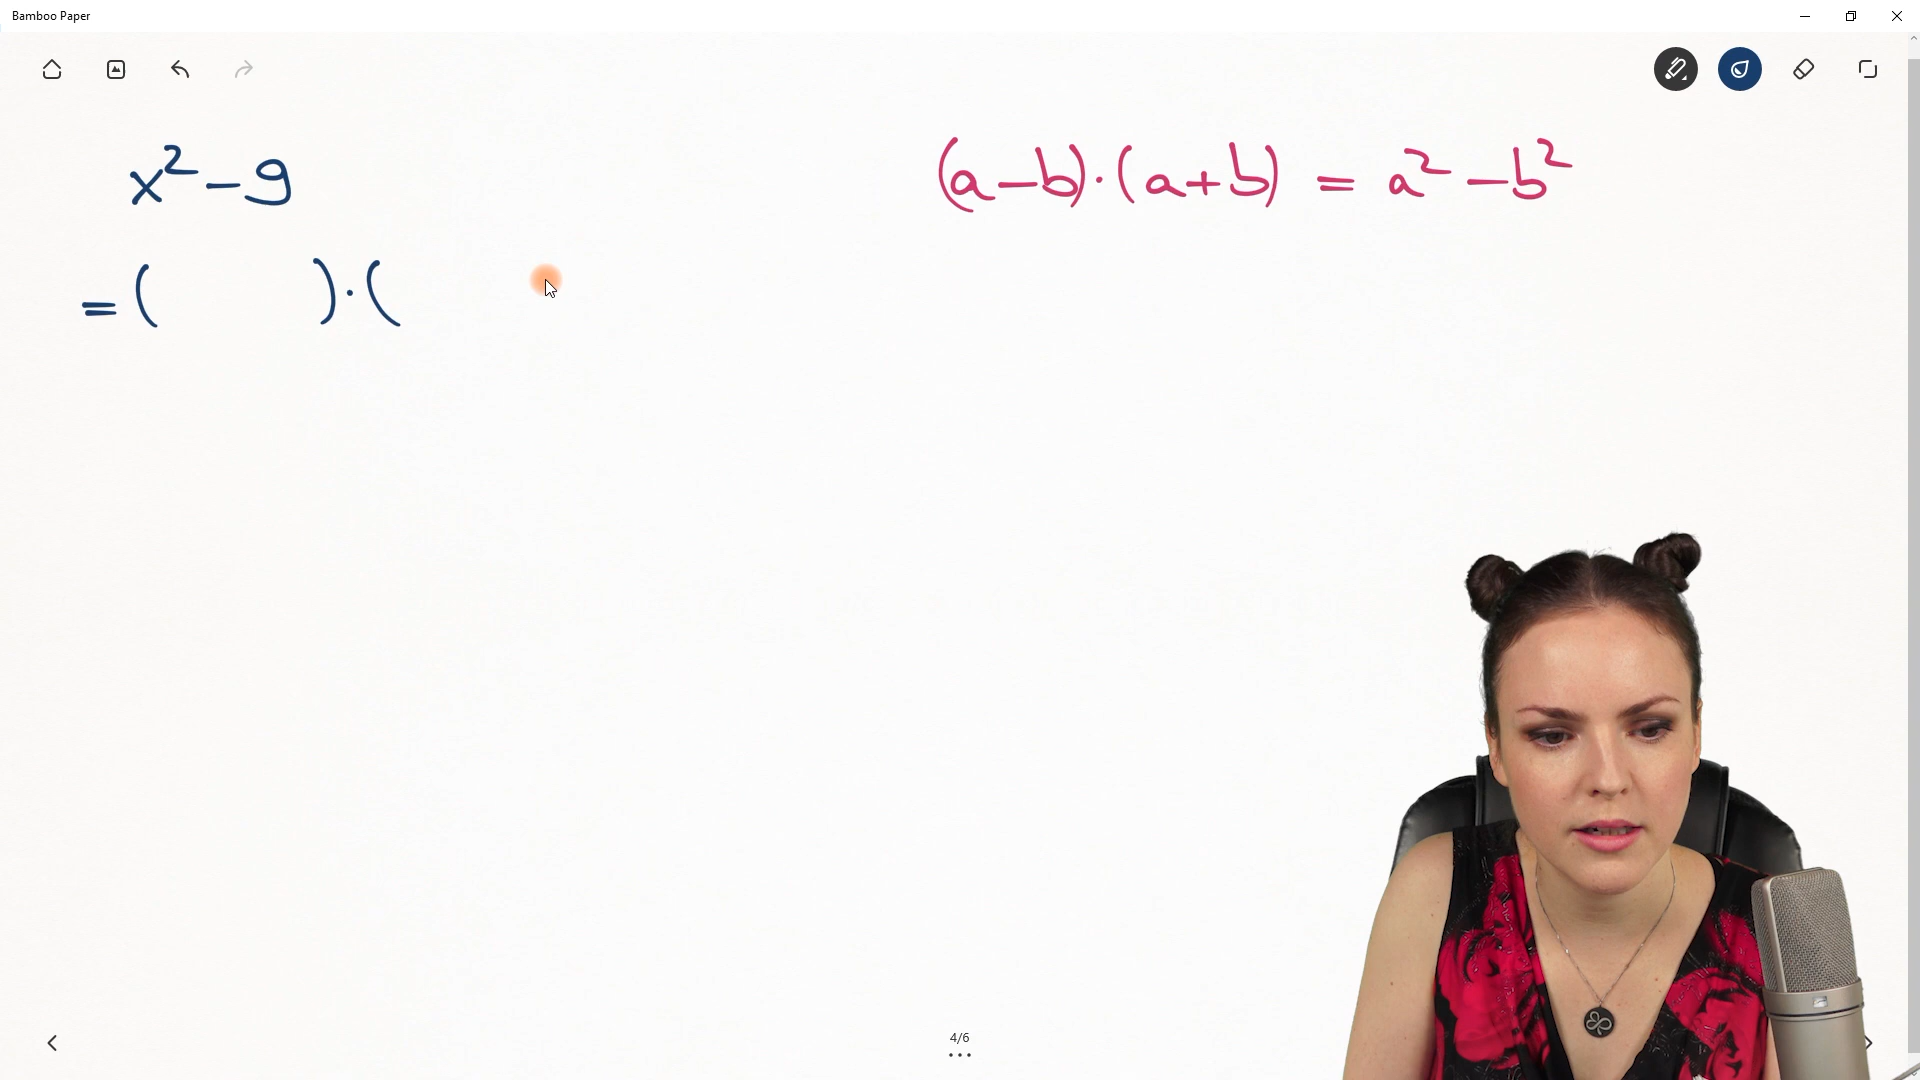 Bamboo Paper
x² - 9
(a - b) · (a + b) = a² - b²
= ( ) · (
4/6